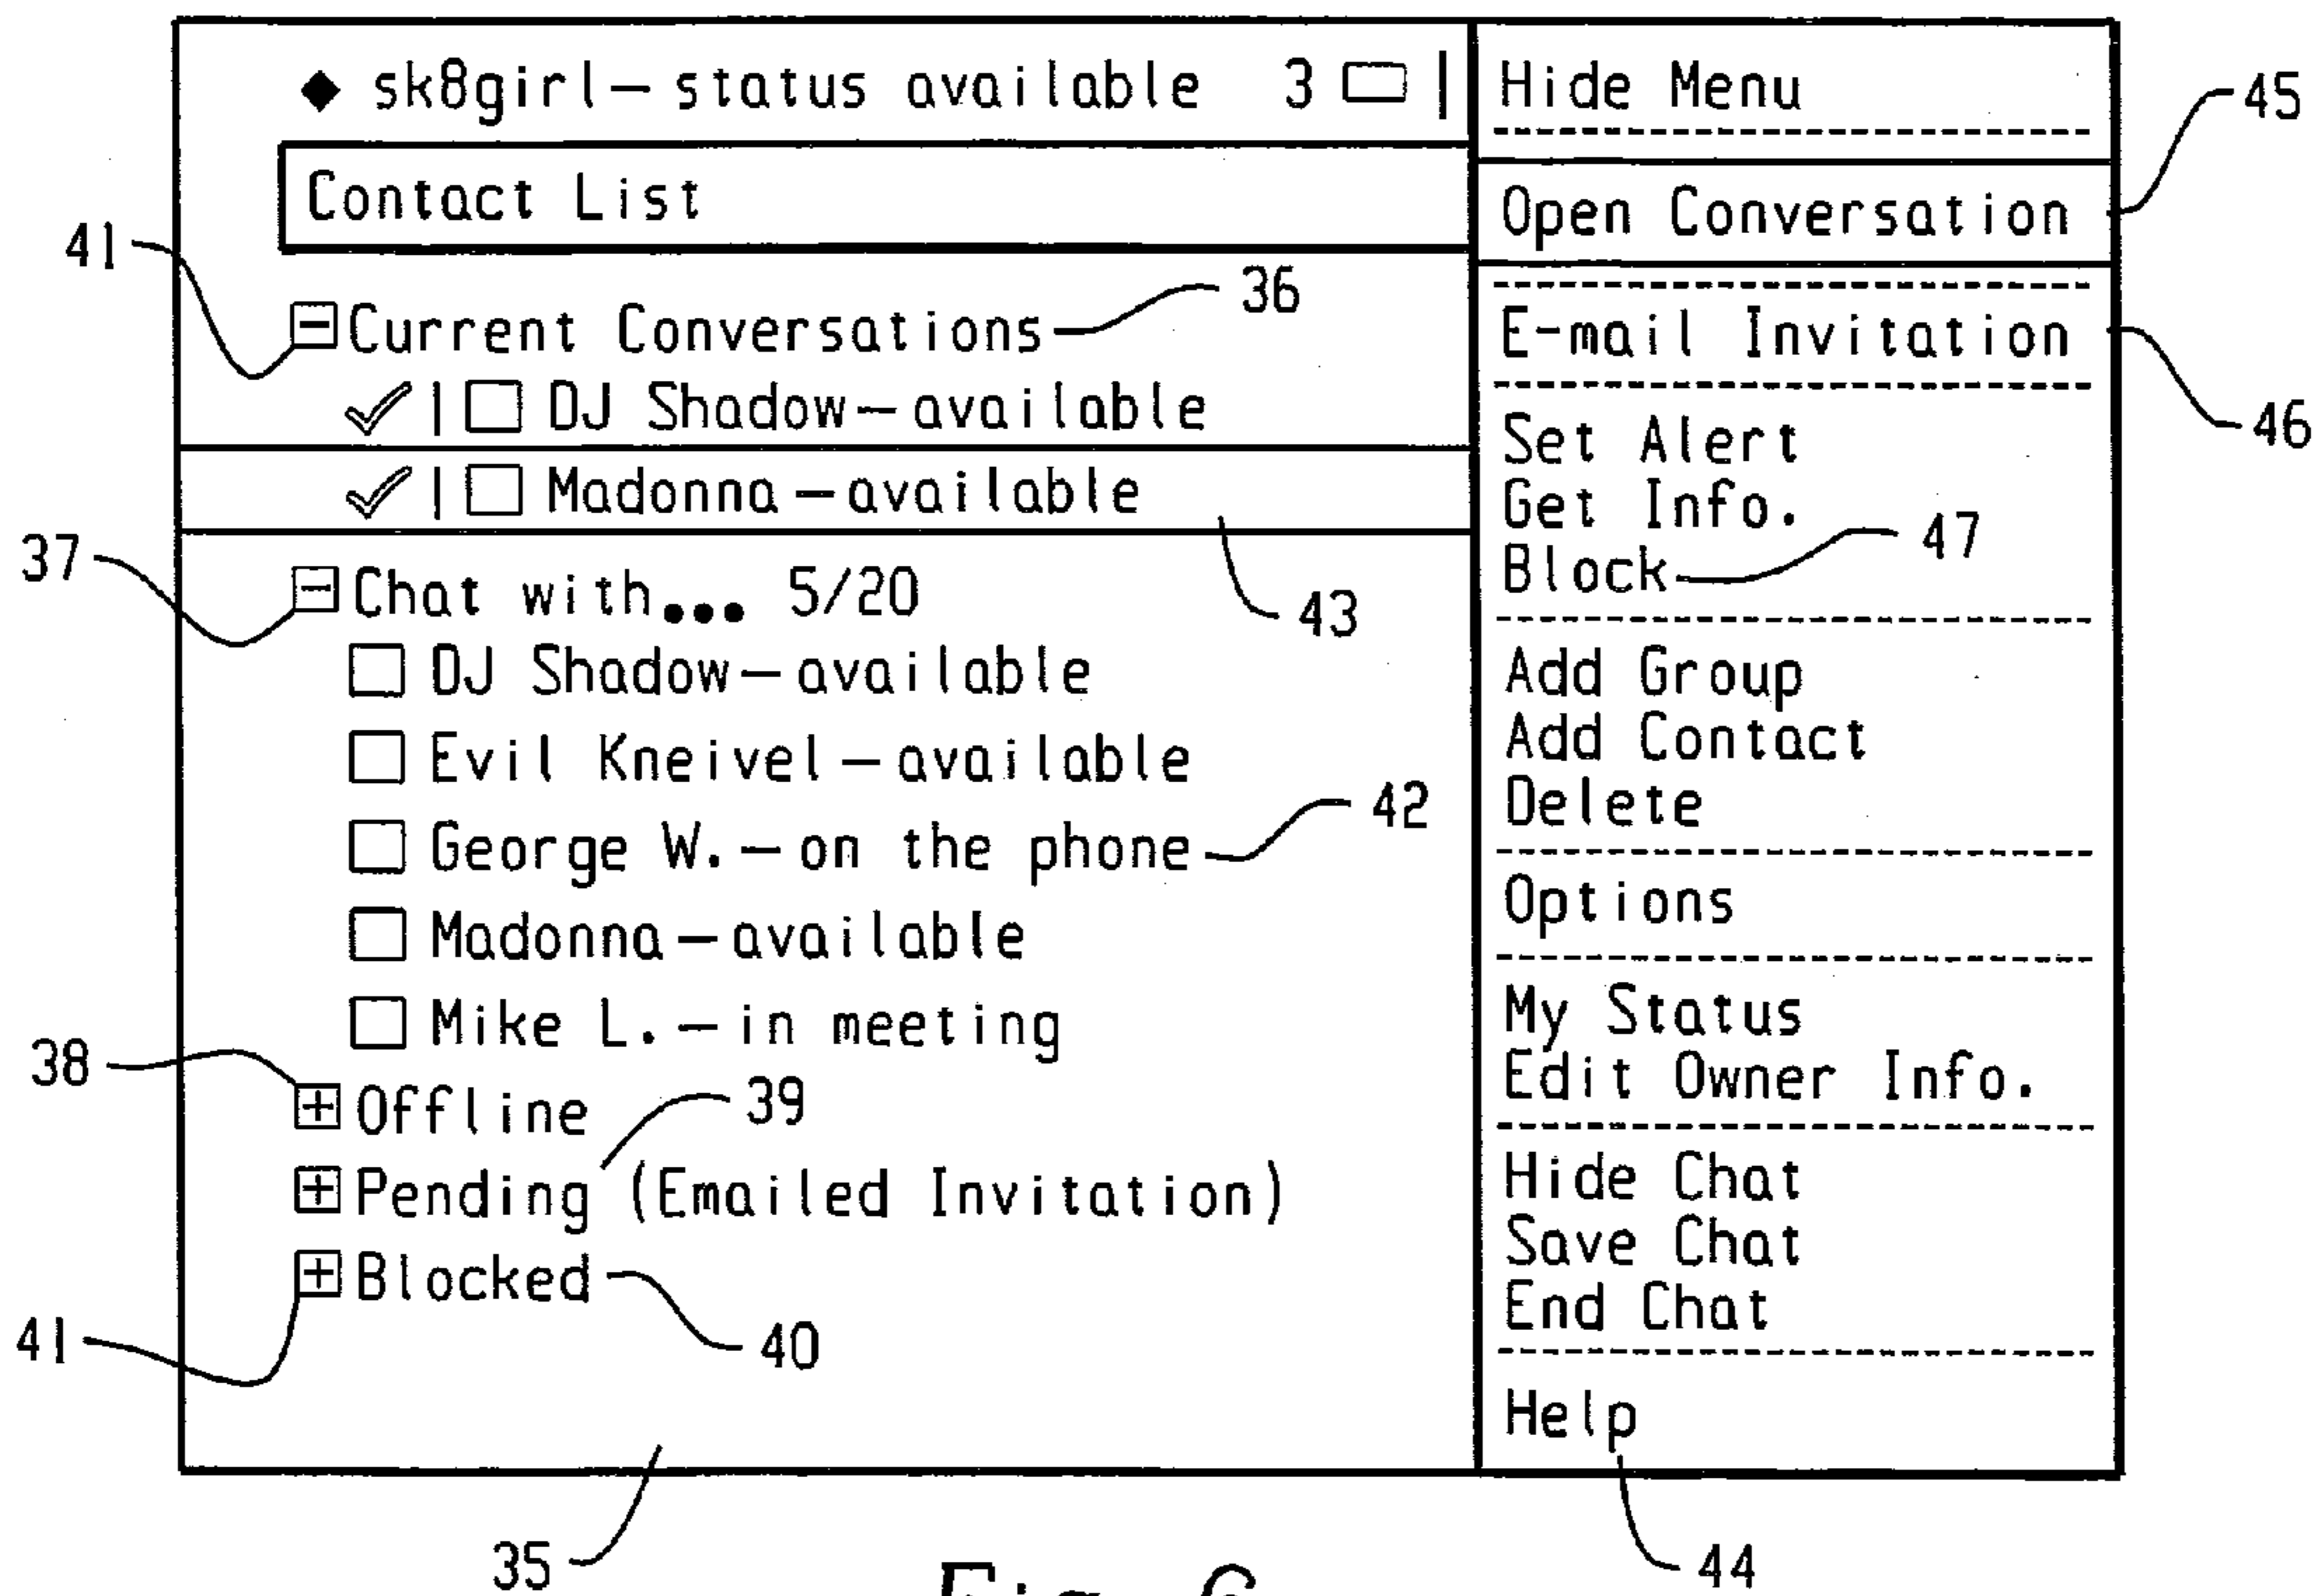 ◆ sk8girl—status available 3
Contact List
41
36
Current Conversations
DJ Shadow—available
Madonna—available
37
43
Chat with... 5/20
DJ Shadow—available
Evil Kneivel—available
42
George W.—on the phone
Madonna—available
Mike L.—in meeting
38
Offline
39
Pending (Emailed Invitation)
Blocked
41
40
35
Hide Menu
45
Open Conversation
E-mail Invitation
46
Set Alert
Get Info.
Block
47
Add Group
Add Contact
Delete
Options
My Status
Edit Owner Info.
Hide Chat
Save Chat
End Chat
Help
44
Fig. 6